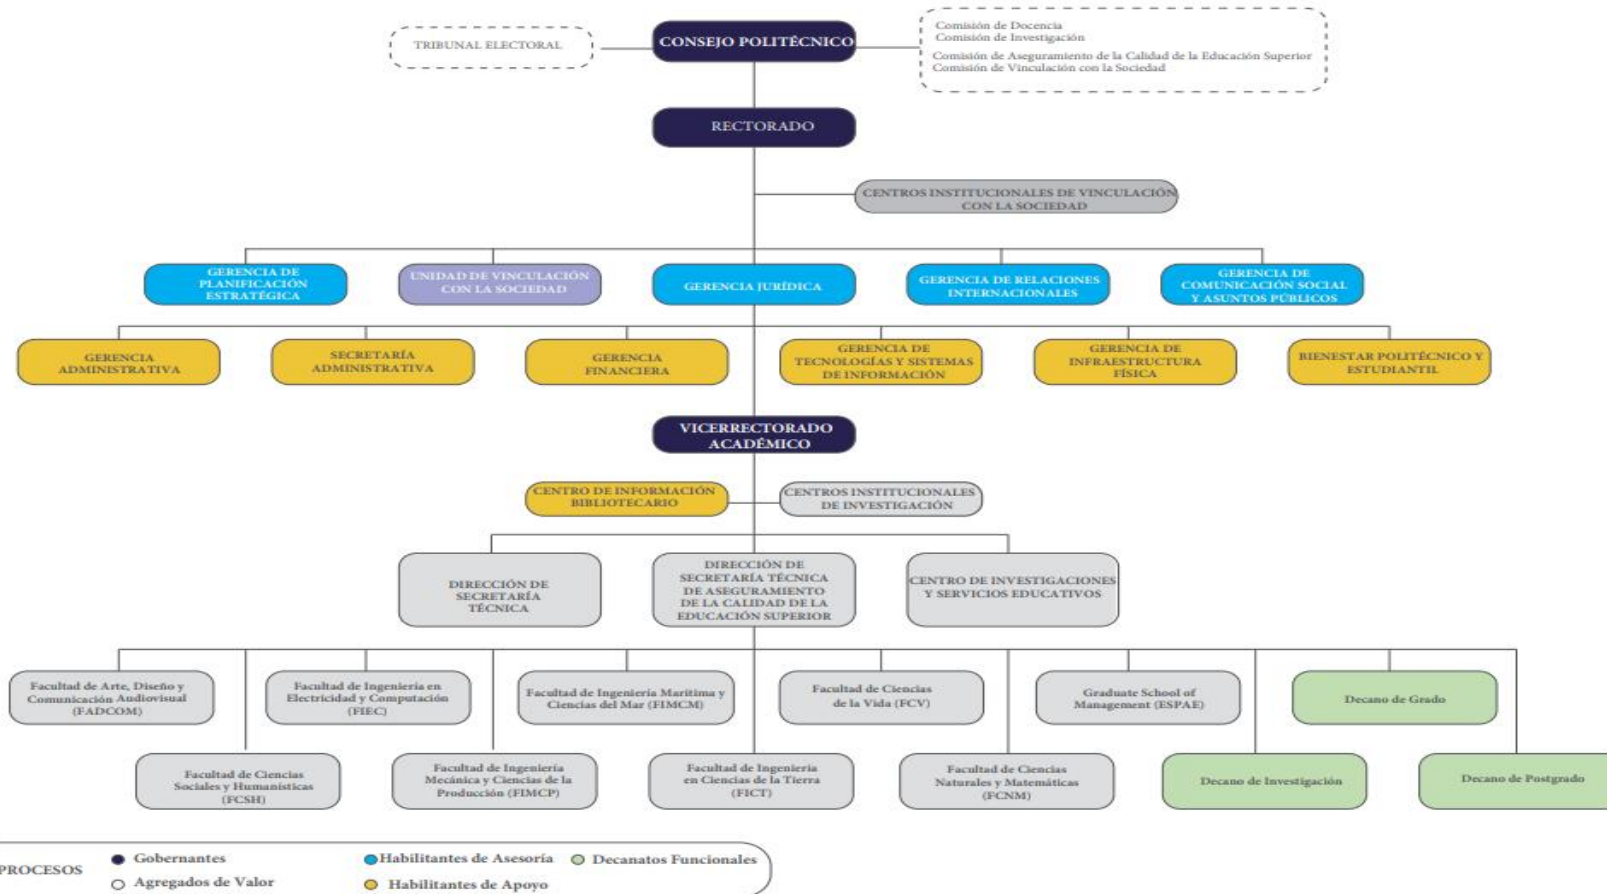 TRIBUNAL ELECTORAL
CONSEJO POLITÉCNICO
Comisión de Docencia
Comisión de Investigación
Comisión de Aseguramiento de la Calidad de la Educación Superior
Comisión de Vinculación con la Sociedad
RECTORADO
CENTROS INSTITUCIONALES DE VINCULACIÓN
CON LA SOCIEDAD
GERENCIA DE
PLANIFICACIÓN
ESTRATÉGICA
UNIDAD DE VINCULACIÓN
CON LA SOCIEDAD
GERENCIA JURÍDICA
GERENCIA DE RELACIONES
INTERNACIONALES
GERENCIA DE
COMUNICACIÓN SOCIAL
Y ASUNTOS PÚBLICOS
GERENCIA
ADMINISTRATIVA
SECRETARÍA
ADMINISTRATIVA
GERENCIA
FINANCIERA
GERENCIA DE
TECNOLOGÍAS Y SISTEMAS
DE INFORMACIÓN
GERENCIA DE
INFRAESTRUCTURA
FÍSICA
BIENESTAR POLITÉCNICO Y
ESTUDIANTIL
VICERRECTORADO
ACADÉMICO
CENTRO DE INFORMACIÓN
BIBLIOTECARIO
CENTROS INSTITUCIONALES
DE INVESTIGACIÓN
DIRECCIÓN DE
SECRETARÍA
TÉCNICA
DIRECCIÓN DE
SECRETARÍA TÉCNICA
DE ASEGURAMIENTO
DE LA CALIDAD DE LA
EDUCACIÓN SUPERIOR
CENTRO DE INVESTIGACIONES
Y SERVICIOS EDUCATIVOS
Facultad de Arte, Diseño y
Comunicación Audiovisual
(FADCOM)
Facultad de Ingeniería en
Electricidad y Computación
(FIEC)
Facultad de Ingeniería Marítima y
Ciencias del Mar (FIMCM)
Facultad de Ciencias
de la Vida (FCV)
Graduate School of
Management (ESPAE)
Decano de Grado
Facultad de Ciencias
Sociales y Humanísticas
(FCSH)
Facultad de Ingeniería
Mecánica y Ciencias de la
Producción (FIMCP)
Facultad de Ingeniería
en Ciencias de la Tierra
(FICT)
Facultad de Ciencias
Naturales y Matemáticas
(FCNM)
Decano de Investigación
Decano de Postgrado
PROCESOS
Gobernantes
Habilitantes de Asesoría
Decanatos Funcionales
Agregados de Valor
Habilitantes de Apoyo